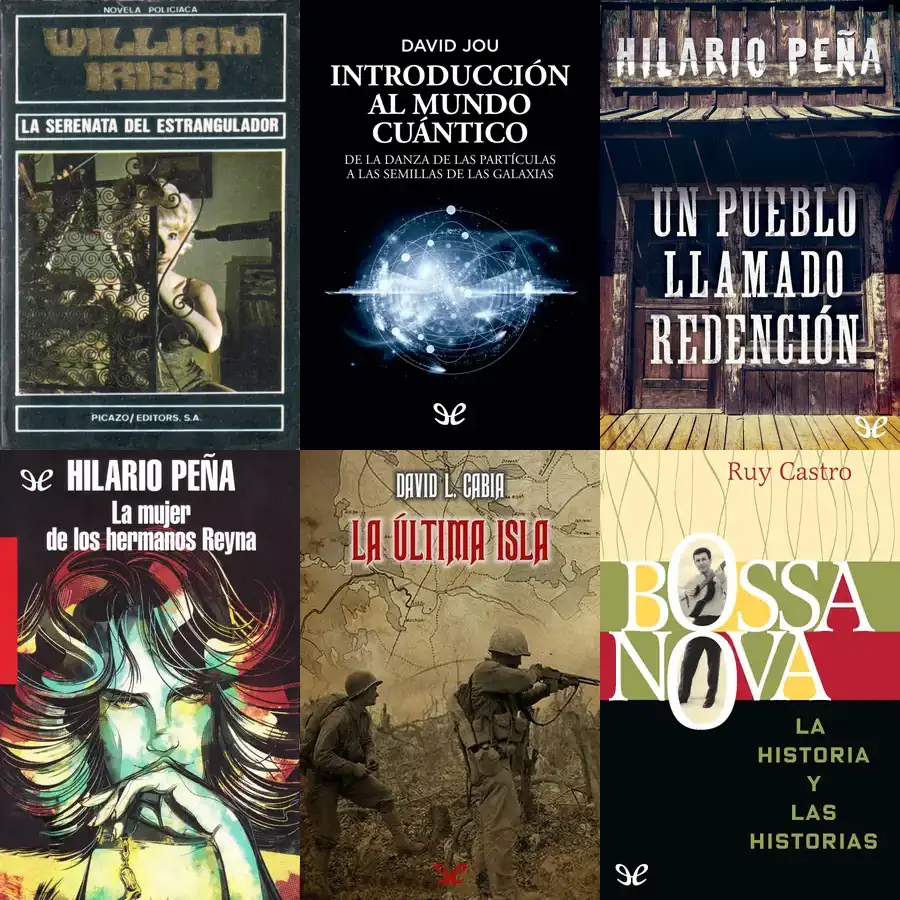 NOVELA POLICIACA
WILLIAM
IRISH
LA SERENATA DEL ESTRANGULADOR
PICAZO/EDITORS, S.A.
DAVID JOU
INTRODUCCIÓN
AL MUNDO
CUÁNTICO
DE LA DANZA DE LAS PARTÍCULAS
A LAS SEMILLAS DE LAS GALAXIAS
HILARIO PEÑA
UN PUEBLO
LLAMADO
REDENCIÓN
HILARIO PEÑA
La mujer
de los hermanos Reyna
DAVID L. CABIA
LA ÚLTIMA ISLA
Ruy Castro
BOSSA
NOVA
LA
HISTORIA
Y
LAS
HISTORIAS